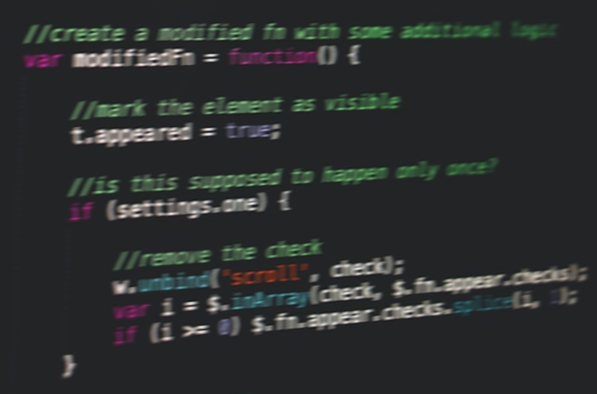 //create a modified fn with some additional logic
var modifiedFn = function() {
//mark the element as visible
t.appeared = true;
//is this supposed to happen only once?
if (settings.one) {
//remove the check
w.unbind('scroll', check);
var i = $.inArray(check, $.fn.appear.checks);
if (i >= 0) $.fn.appear.checks.splice(i, 1);
}